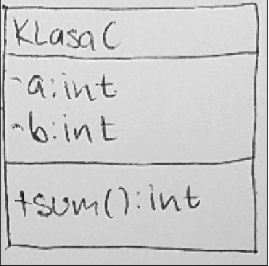 KlasaC
-a:int
-b:int
+sum():int